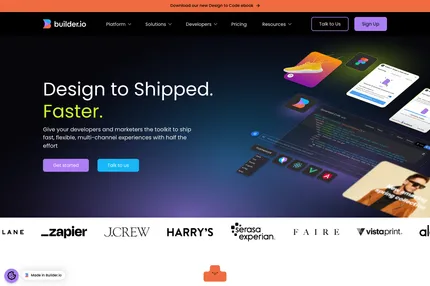 Download our new Design to Code ebook →
builder.io
Platform
Solutions
Developers
Pricing
Resources
Talk to Us
Sign Up
Design to Shipped.
Faster.
Give your developers and marketers the toolkit to ship
fast, flexible, multi-channel experiences with half the
effort
Get started
Talk to us
LANE
zapier
J.CREW
HARRY'S
serasa
experian.
FAIRE
vistaprint.
al
Made in Builder.io